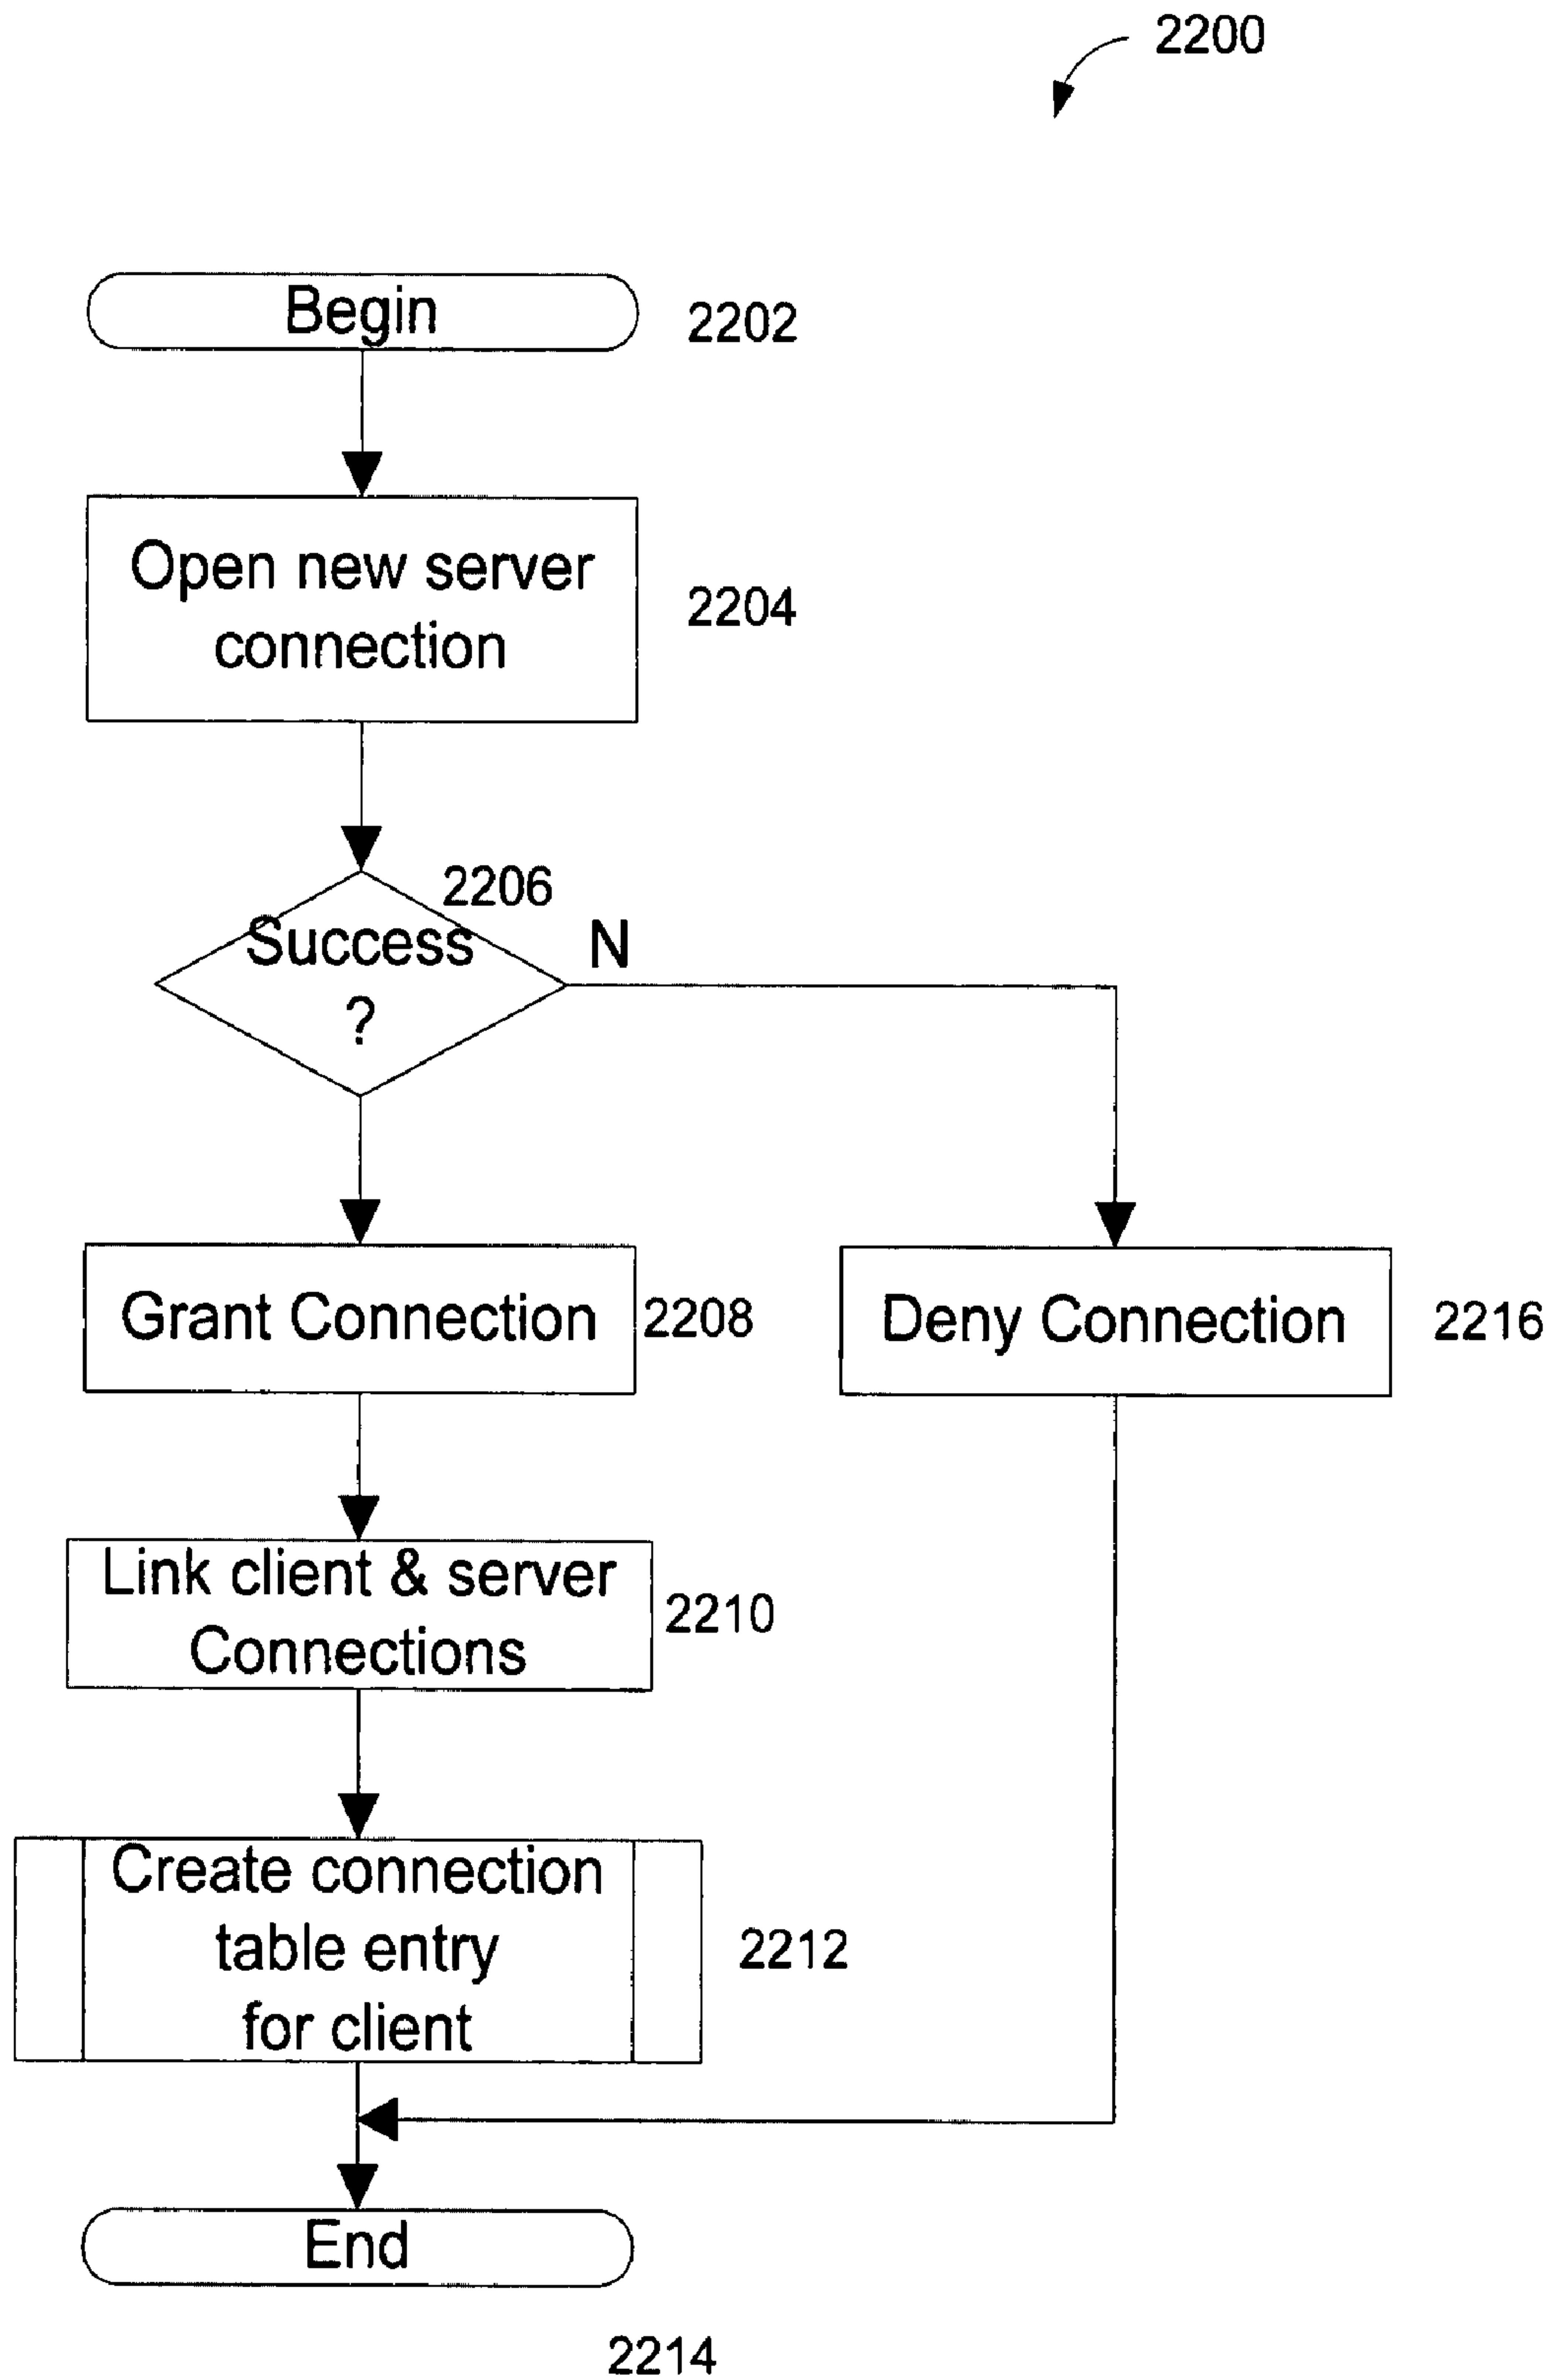 2200
Begin
2202
Open new server
connection
2204
2206
Success
?
N
Grant Connection
2208
Deny Connection
2216
Link client & server
Connections
2210
Create connection
table entry
for client
2212
End
2214